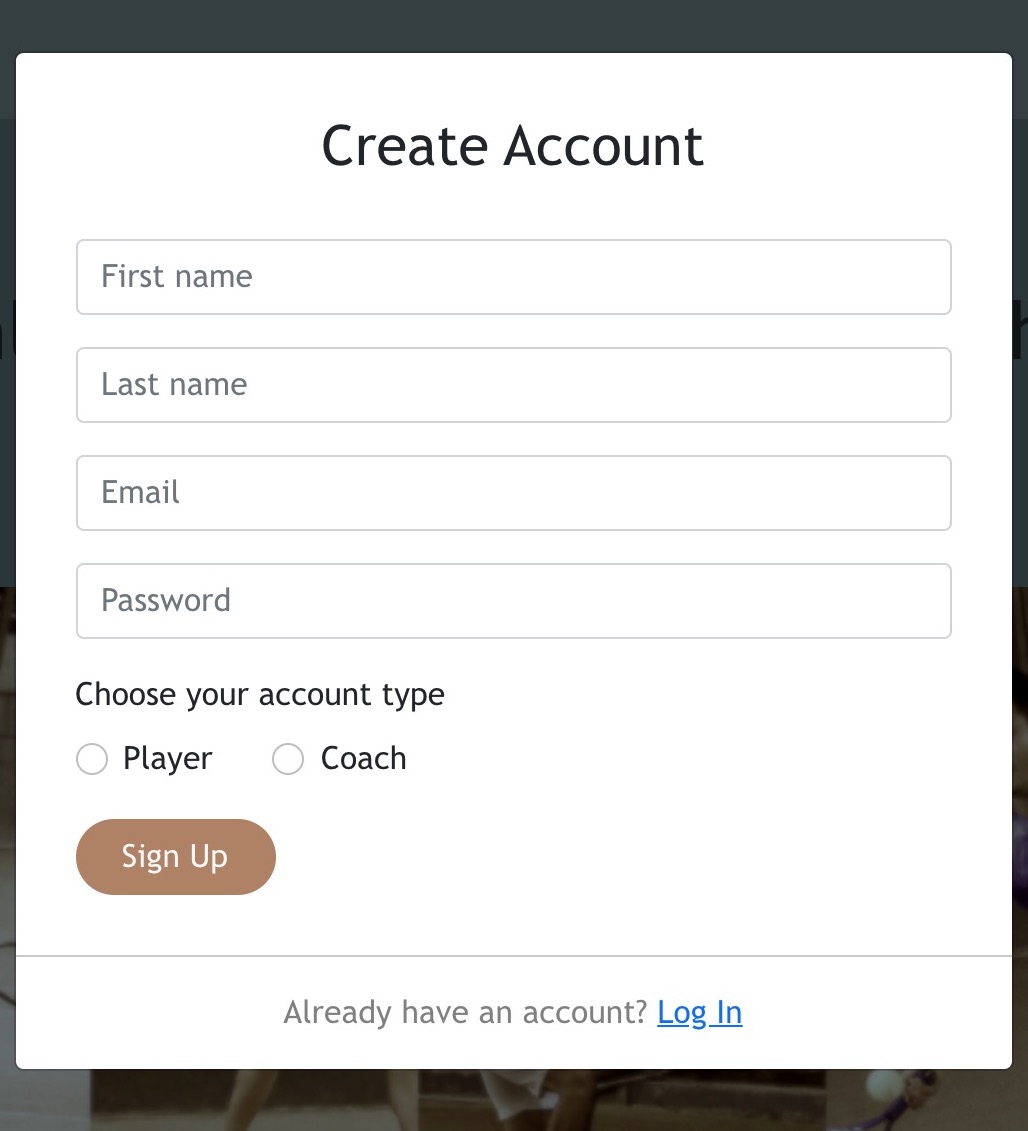 Create Account
First name
Last name
Email
Password
Choose your account type
Player Coach
Sign Up
Already have an account? Log In